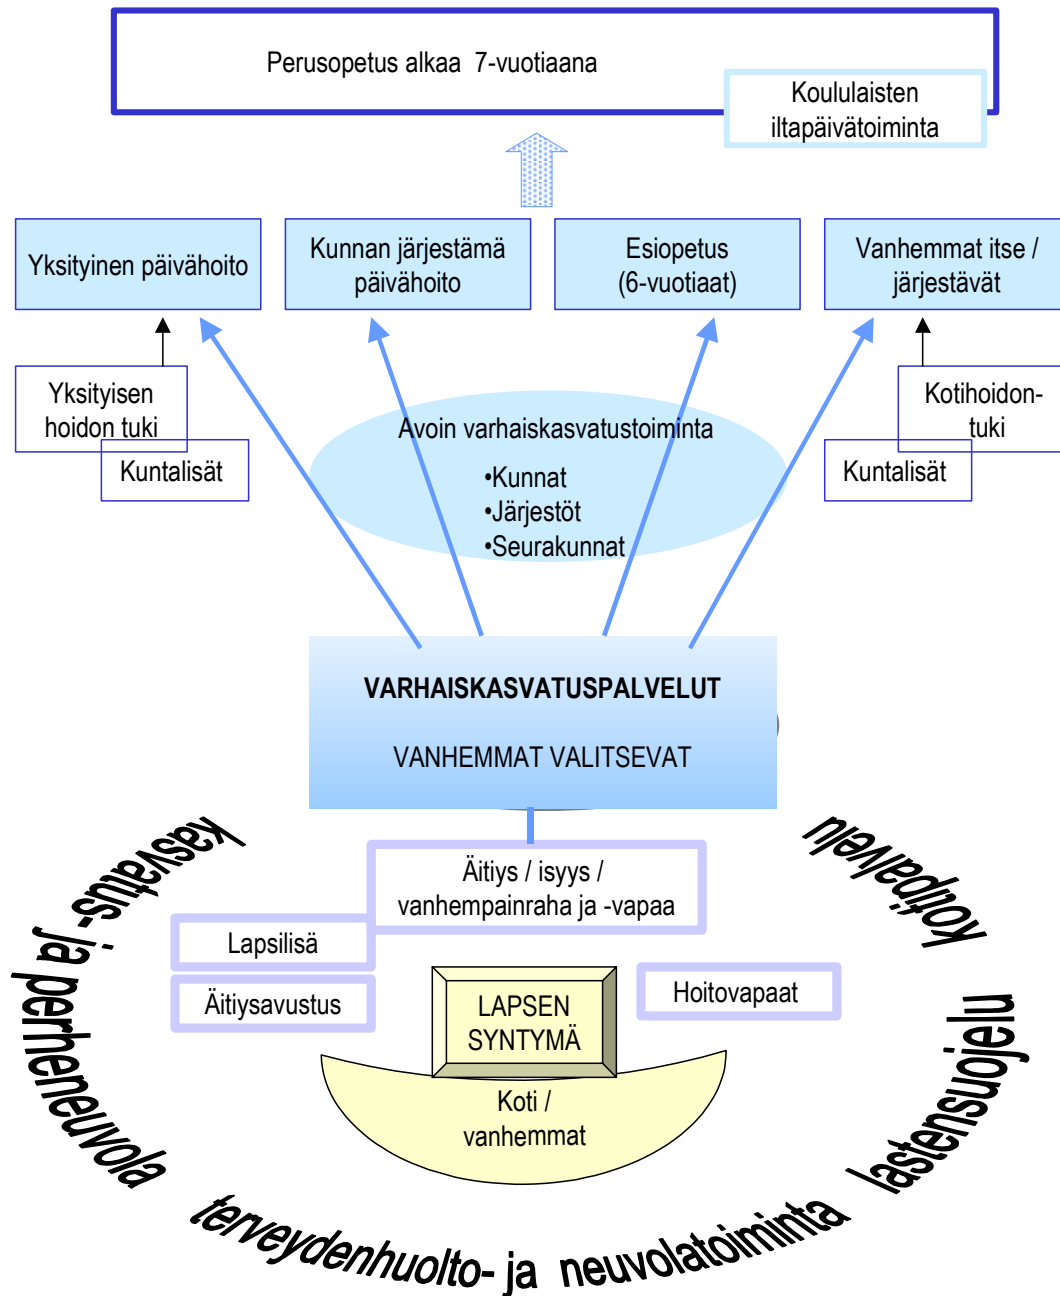 Perusopetus alkaa 7-vuotiaana
Koululaisten
iltapäivätoiminta
Yksityinen päivähoito
Kunnan järjestämä
päivähoito
Esiopetus
(6-vuotiaat)
Vanhemmat itse /
järjestävät
Yksityisen
hoidon tuki
Kuntalisät
Kotihoidon-
tuki
Kuntalisät
Avoin varhaiskasvatustoiminta
•Kunnat
•Järjestöt
•Seurakunnat
VARHAISKASVATUSPALVELUT
VANHEMMAT VALITSEVAT
Äitiys / isyys /
vanhempainraha ja -vapaa
Lapsilisä
Äitiysavustus
Hoitovapaat
LAPSEN
SYNTYMÄ
Koti /
vanhemmat
kasvatus- ja perheneuvola
terveydenhuolto- ja neuvolatoiminta
lastensuojelu
kotipalvelu